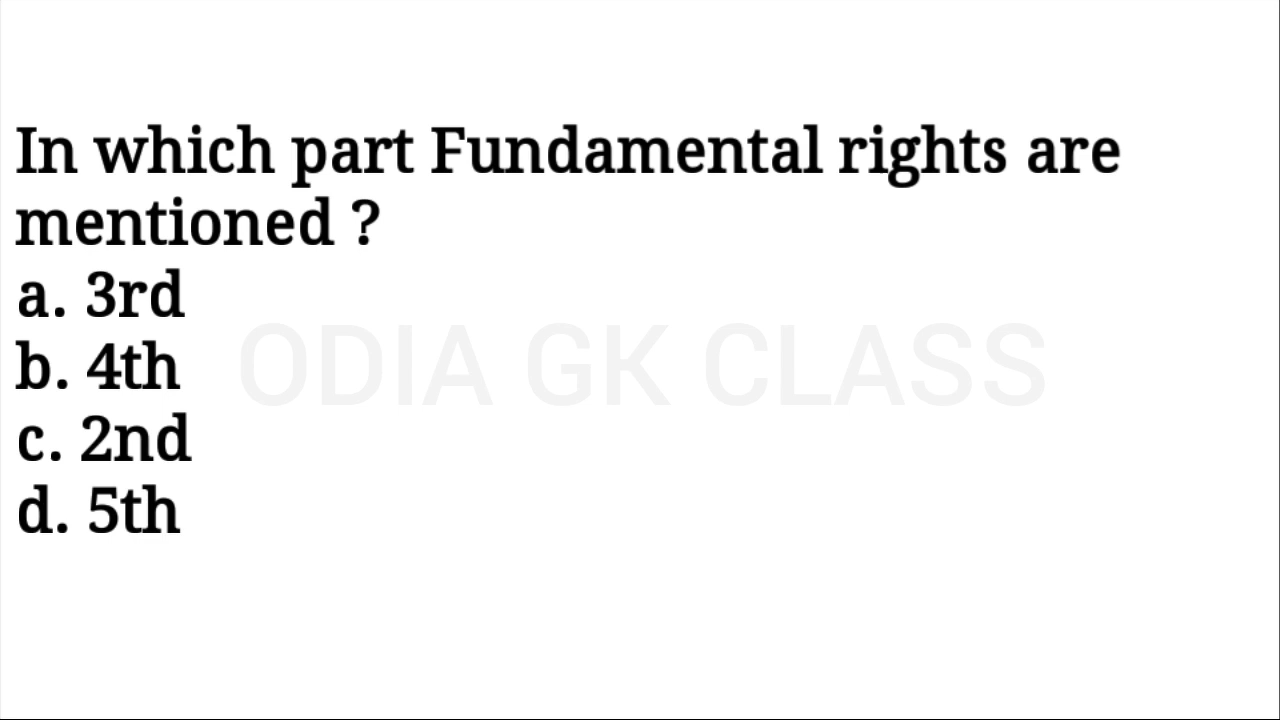 In which part Fundamental rights are
mentioned ?
a. 3rd
b. 4th
ODIA GK CLASS
c. 2nd
d. 5th